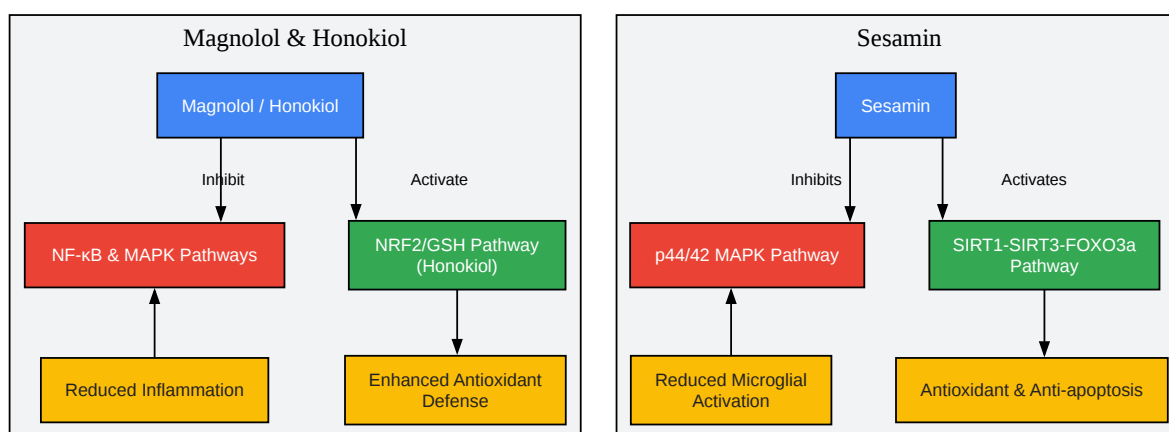 Magnolol & Honokiol
Magnolol / Honokiol
Inhibit
Activate
NF-κB & MAPK Pathways
NRF2/GSH Pathway
(Honokiol)
Reduced Inflammation
Enhanced Antioxidant
Defense
Sesamin
Sesamin
Inhibits
Activates
p44/42 MAPK Pathway
SIRT1-SIRT3-FOXO3a
Pathway
Reduced Microglial
Activation
Antioxidant & Anti-apoptosis